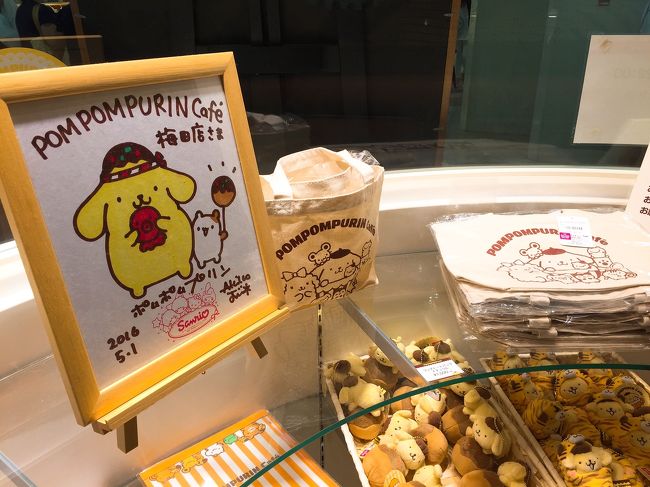 POMPOMPURIN Café
梅田店さま
ポムポムプリン
Sanrio
2016
5.1
POMPOMPURIN Café
POMPOMPURIN Café
POMPOMPURIN Café